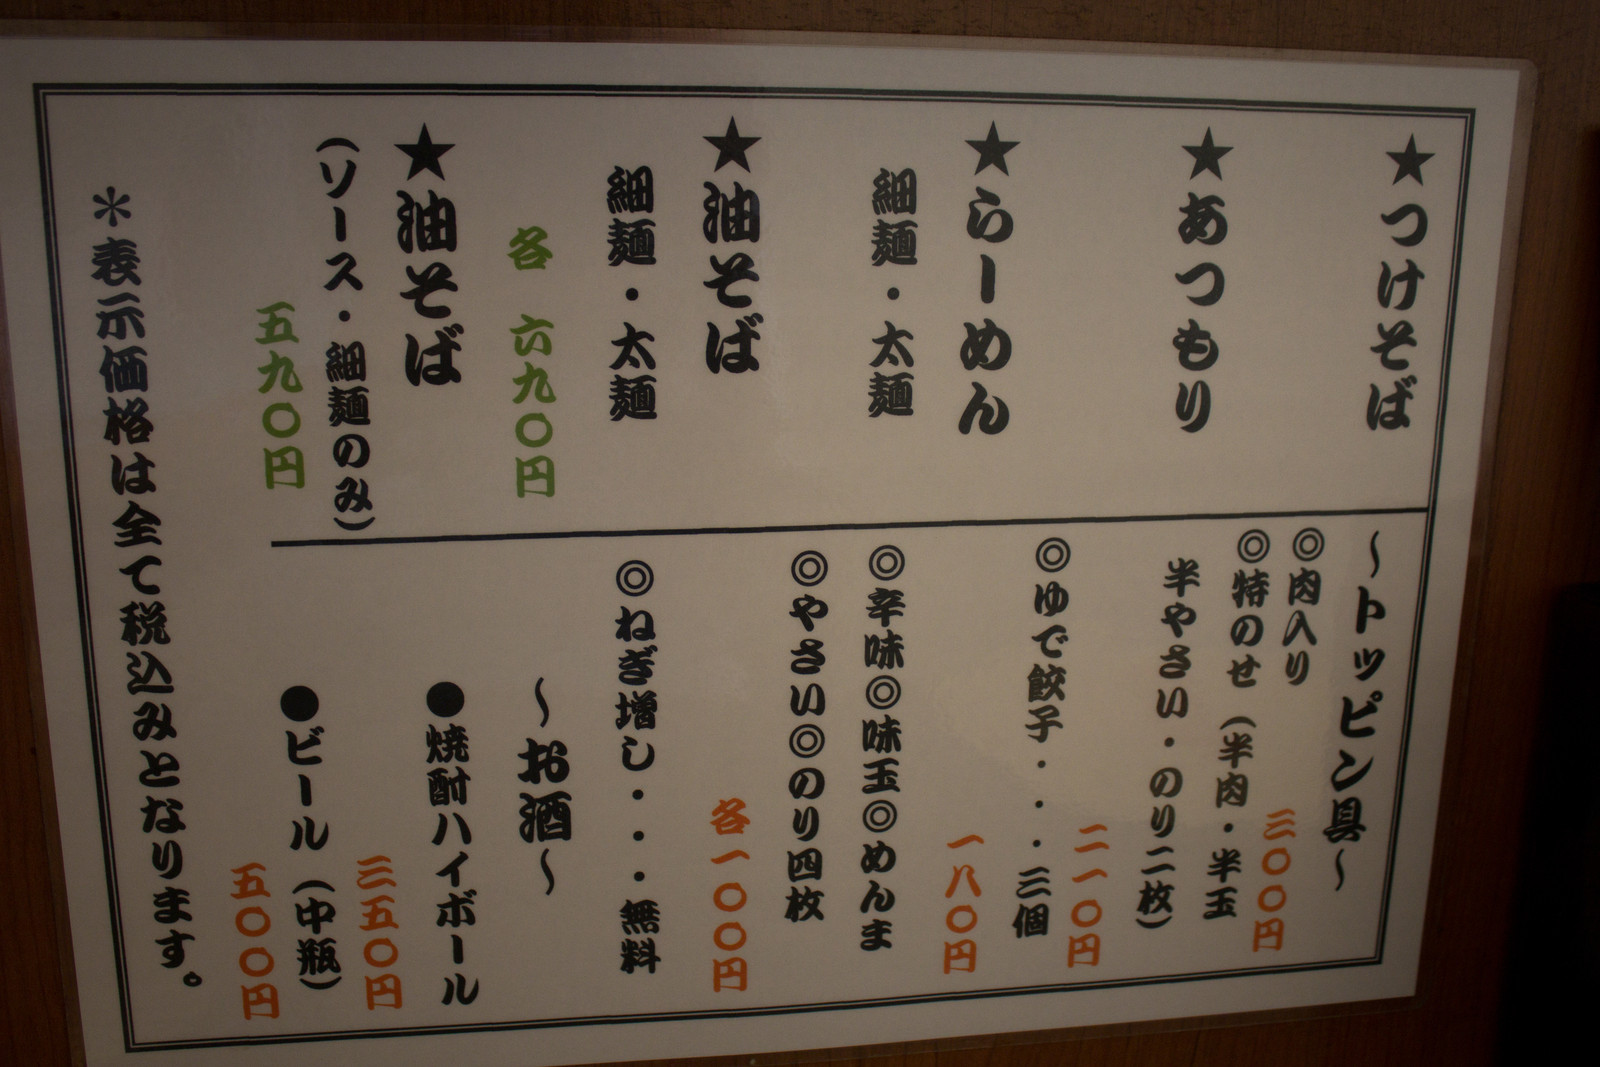 ★つけそば
★あつもり
★らーめん
細麺・太麺
★油そば
細麺・太麺
各 六九〇円
★油そば
(ソース・細麺のみ)
五九〇円
～トッピン具～
◎肉入り
三〇〇円
◎特のせ(半肉・半玉
半やさい・のり二枚)
二一〇円
◎ゆで餃子・・・三個
一八〇円
◎辛味◎味玉◎めんま
◎やさい◎のり四枚
各一〇〇円
◎ねぎ増し・・・無料
～お酒～
●焼酎ハイボール
三五〇円
●ビール(中瓶)
五〇〇円
＊表示価格は全て税込みとなります。